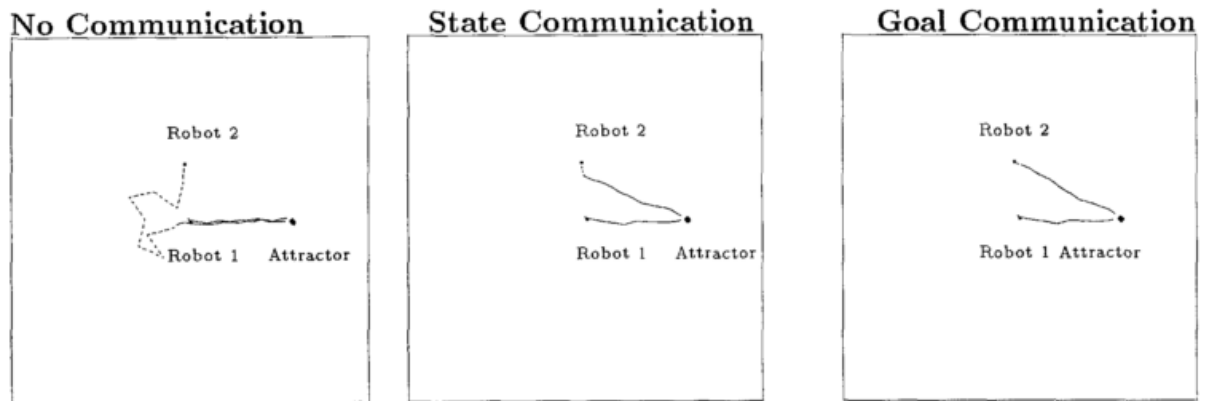 No Communication
Robot 2
Robot 1 Attractor
State Communication
Robot 2
Robot 1 Attractor
Goal Communication
Robot 2
Robot 1 Attractor